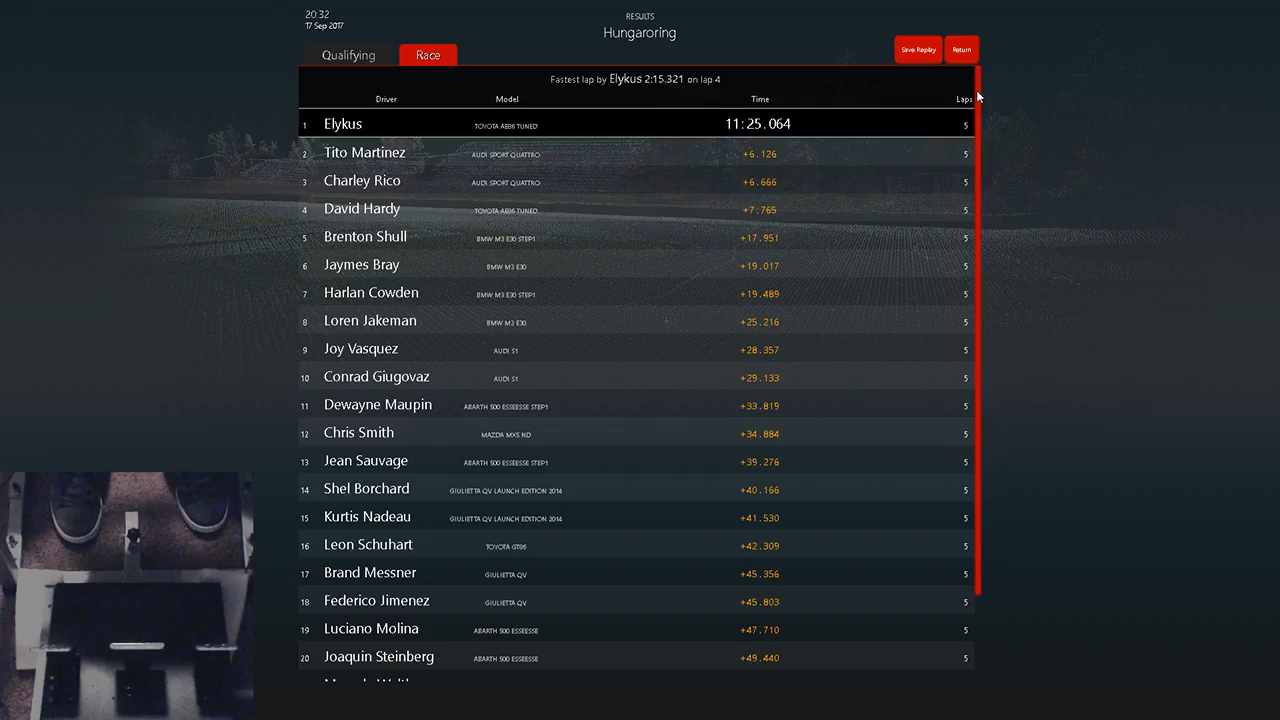 20:32
17 Sep 2017
RESULTS
Hungaroring
Qualifying Race Save Replay Return
Fastest lap by Elykus 2:15.321 on lap 4
Driver Model Time Laps
1 Elykus TOYOTA AE86 TUNED 11:25.064 5
2 Tito Martinez AUDI SPORT QUATTRO +6.126 5
3 Charley Rico AUDI SPORT QUATTRO +6.666 5
4 David Hardy TOYOTA AE86 TUNED +7.765 5
5 Brenton Shull BMW M3 E30 STEP1 +17.951 5
6 Jaymes Bray BMW M3 E30 +19.017 5
7 Harlan Cowden BMW M3 E30 STEP1 +19.489 5
8 Loren Jakeman BMW M3 E30 +25.216 5
9 Joy Vasquez AUDI S1 +28.357 5
10 Conrad Giugovaz AUDI S1 +29.133 5
11 Dewayne Maupin ABARTH 500 ESSEESSE STEP1 +33.819 5
12 Chris Smith MAZDA MX5 ND +34.884 5
13 Jean Sauvage ABARTH 500 ESSEESSE STEP1 +39.276 5
14 Shel Borchard GIULIETTA QV LAUNCH EDITION 2014 +40.166 5
15 Kurtis Nadeau GIULIETTA QV LAUNCH EDITION 2014 +41.530 5
16 Leon Schuhart TOYOTA GT86 +42.309 5
17 Brand Messner GIULIETTA QV +45.356 5
18 Federico Jimenez GIULIETTA QV +45.803 5
19 Luciano Molina ABARTH 500 ESSEESSE +47.710 5
20 Joaquin Steinberg ABARTH 500 ESSEESSE +49.440 5